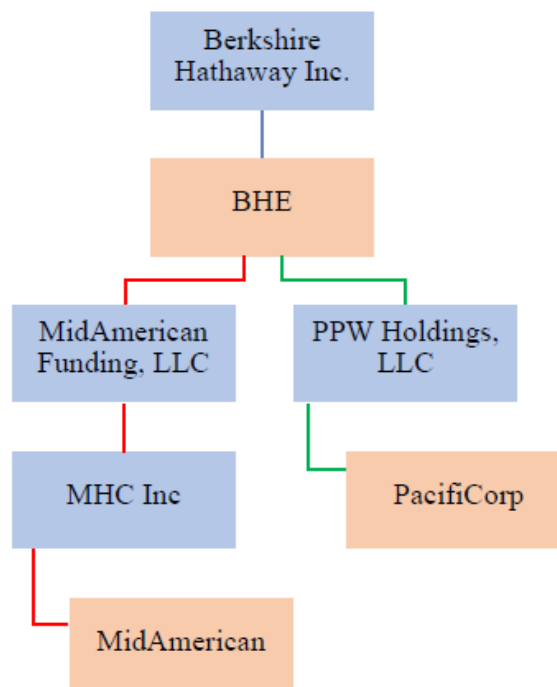 Berkshire
Hathaway Inc.
BHE
MidAmerican
Funding, LLC
PPW Holdings,
LLC
MHC Inc
PacifiCorp
MidAmerican